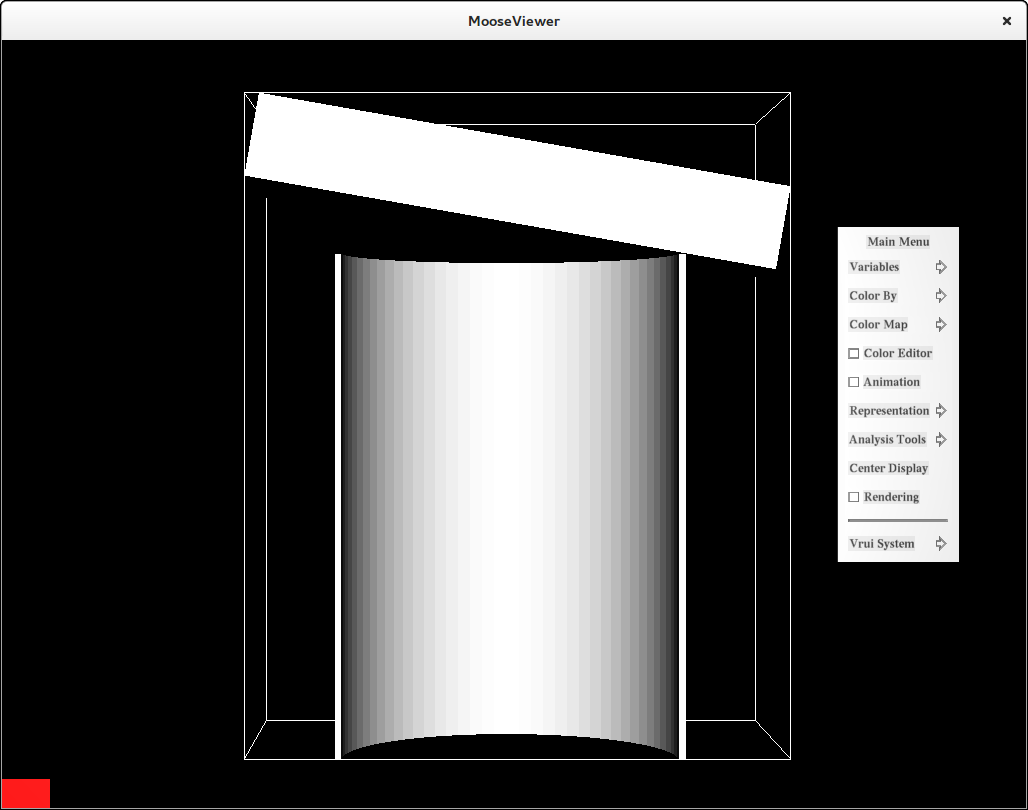 MooseViewer
Main Menu
Variables
Color By
Color Map
Color Editor
Animation
Representation
Analysis Tools
Center Display
Rendering
Vrui System